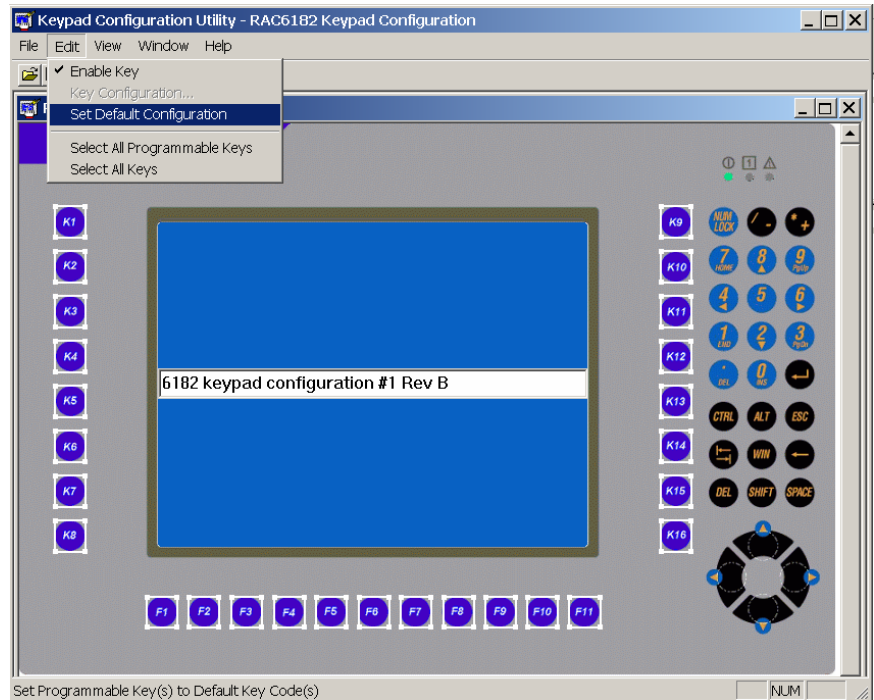 Keypad Configuration Utility - RAC6182 Keypad Configuration
File Edit View Window Help
✔ Enable Key
Key Configuration...
Set Default Configuration
Select All Programmable Keys
Select All Keys
1
K1
K2
K3
K4
K5
K6
K7
K8
6182 keypad configuration #1 Rev B
K9
K10
K11
K12
K13
K14
K15
K16
NUM LOCK / - * +
7 HOME 8 9 PgUp
4 5 6
1 END 2 3 PgDn
. DEL 0 INS
CTRL ALT ESC
WIN
DEL SHIFT SPACE
F1 F2 F3 F4 F5 F6 F7 F8 F9 F10 F11
Set Programmable Key(s) to Default Key Code(s)
NUM